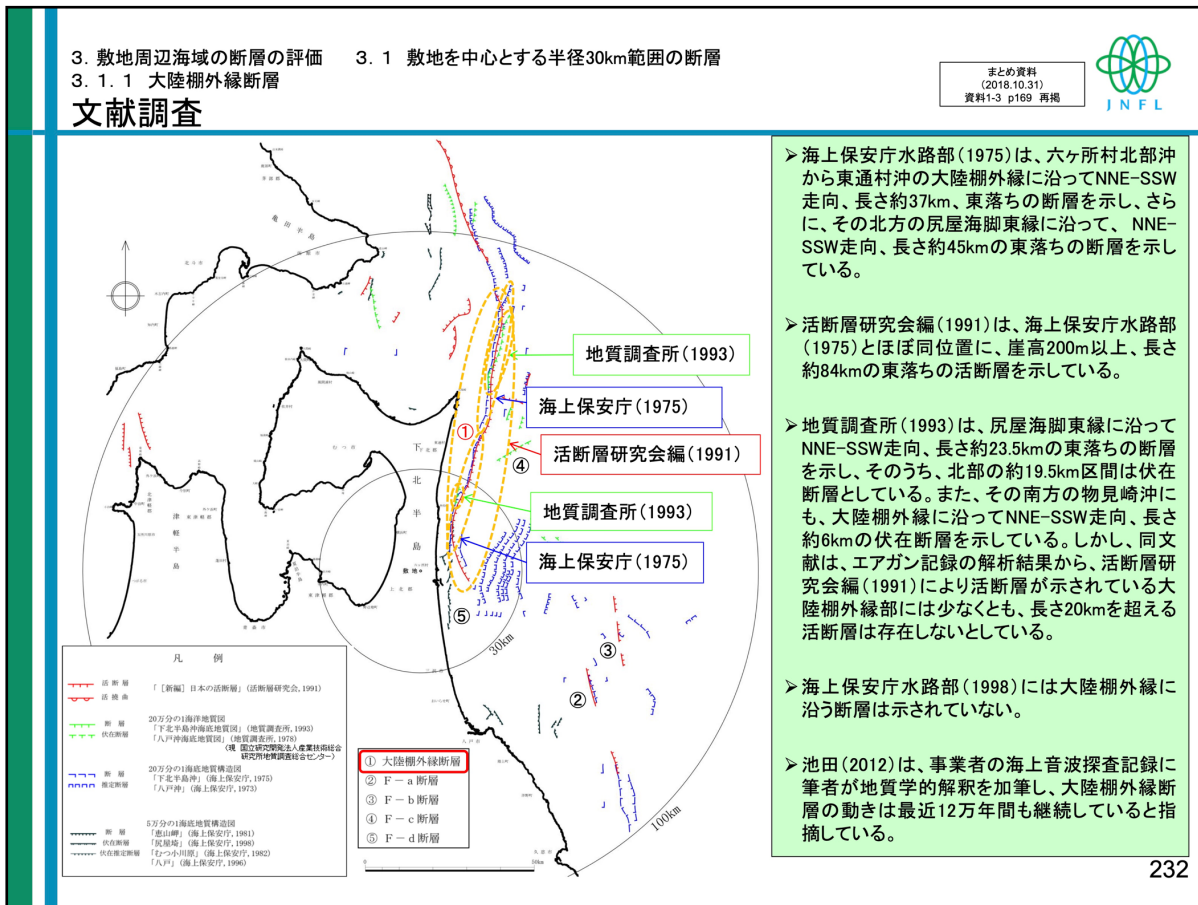 3. 敷地周辺海域の断層の評価　3. 1 敷地を中心とする半径30km範囲の断層
3. 1. 1 大陸棚外縁断層
文献調査
まとめ資料
(2018.10.31)
資料1-3 p169 再掲
JNFL
亀田半島
下北半島
津軽半島
むつ市
敷地
30km
100km
①
④
⑤
③
②
地質調査所(1993)
海上保安庁(1975)
活断層研究会編(1991)
地質調査所(1993)
海上保安庁(1975)
凡例
活断層
活撓曲
「[新編]日本の活断層」(活断層研究会,1991)
断層
伏在断層
20万分の1海洋地質図
「下北半島沖海底地質図」(地質調査所,1993)
「八戸沖海底地質図」(地質調査所,1978)
(現 国立研究開発法人産業技術総合
研究所地質調査総合センター)
断層
推定断層
20万分の1海底地質構造図
「下北半島沖」(海上保安庁,1975)
「八戸沖」(海上保安庁,1973)
断層
伏在断層
伏在推定断層
5万分の1海底地質構造図
「恵山岬」(海上保安庁,1981)
「尻屋埼」(海上保安庁,1998)
「むつ小川原」(海上保安庁,1982)
「八戸」(海上保安庁,1996)
① 大陸棚外縁断層
② F-a断層
③ F-b断層
④ F-c断層
⑤ F-d断層
0 50km
➢海上保安庁水路部(1975)は、六ヶ所村北部沖
から東通村沖の大陸棚外縁に沿ってNNE-SSW
走向、長さ約37km、東落ちの断層を示し、さら
に、その北方の尻屋海脚東縁に沿って、 NNE-
SSW走向、長さ約45kmの東落ちの断層を示し
ている。
➢活断層研究会編(1991)は、海上保安庁水路部
(1975)とほぼ同位置に、崖高200m以上、長さ
約84kmの東落ちの活断層を示している。
➢地質調査所(1993)は、尻屋海脚東縁に沿って
NNE-SSW走向、長さ約23.5kmの東落ちの断層
を示し、そのうち、北部の約19.5km区間は伏在
断層としている。また、その南方の物見崎沖に
も、大陸棚外縁に沿ってNNE-SSW走向、長さ
約6kmの伏在断層を示している。しかし、同文
献は、エアガン記録の解析結果から、活断層研
究会編(1991)により活断層が示されている大
陸棚外縁部には少なくとも、長さ20kmを超える
活断層は存在しないとしている。
➢海上保安庁水路部(1998)には大陸棚外縁に
沿う断層は示されていない。
➢池田(2012)は、事業者の海上音波探査記録に
筆者が地質学的解釈を加筆し、大陸棚外縁断
層の動きは最近12万年間も継続していると指
摘している。
232